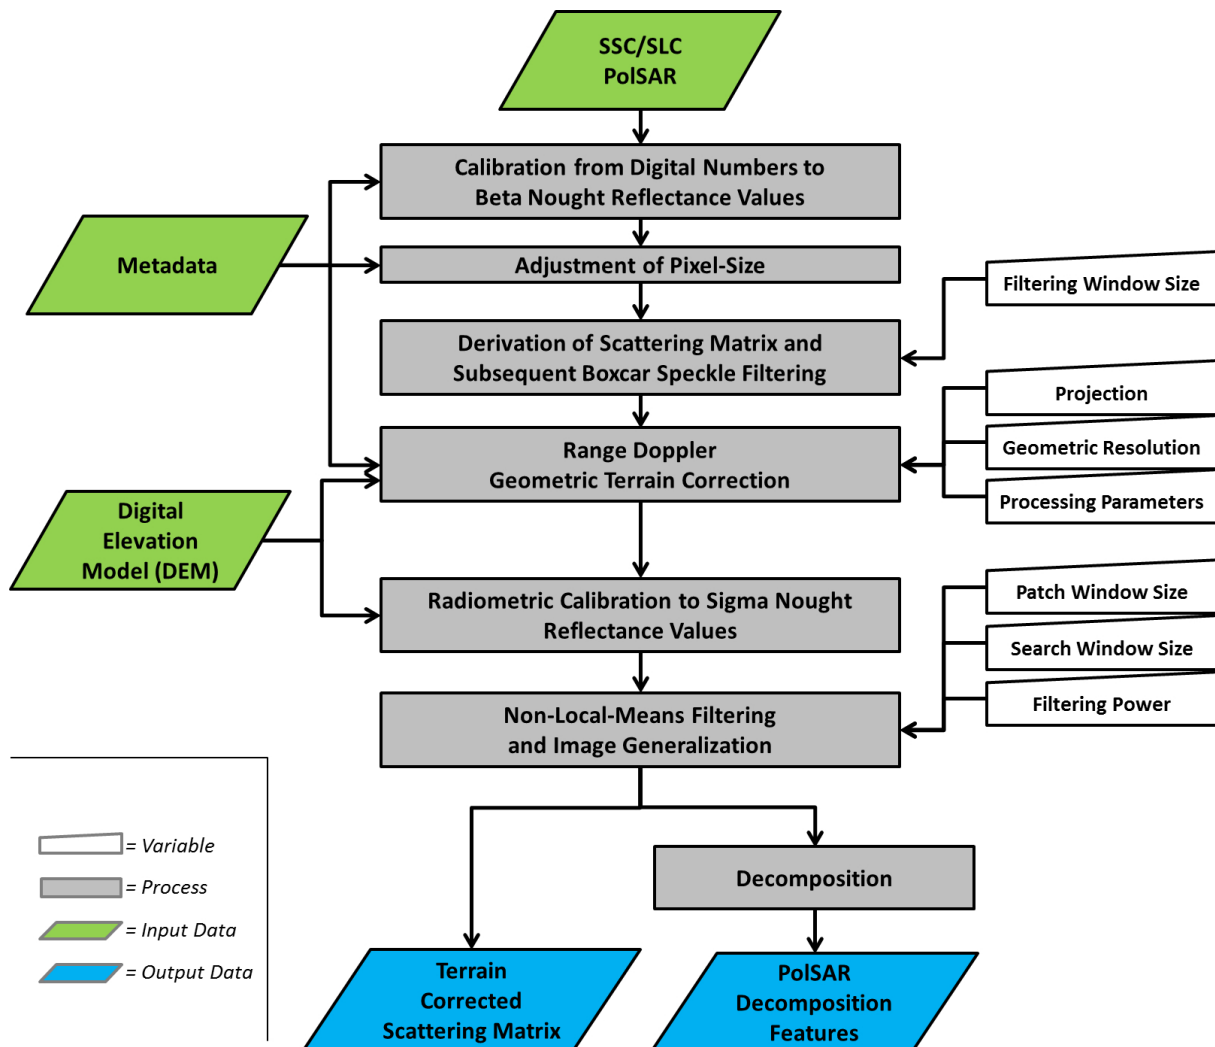 SSC/SLC
PolSAR
Calibration from Digital Numbers to
Beta Nought Reflectance Values
Metadata
Adjustment of Pixel-Size
Filtering Window Size
Derivation of Scattering Matrix and
Subsequent Boxcar Speckle Filtering
Projection
Range Doppler
Geometric Terrain Correction
Geometric Resolution
Processing Parameters
Digital
Elevation
Model (DEM)
Radiometric Calibration to Sigma Nought
Reflectance Values
Patch Window Size
Search Window Size
Filtering Power
Non-Local-Means Filtering
and Image Generalization
= Variable
= Process
= Input Data
= Output Data
Decomposition
Terrain
Corrected
Scattering Matrix
PolSAR
Decomposition
Features